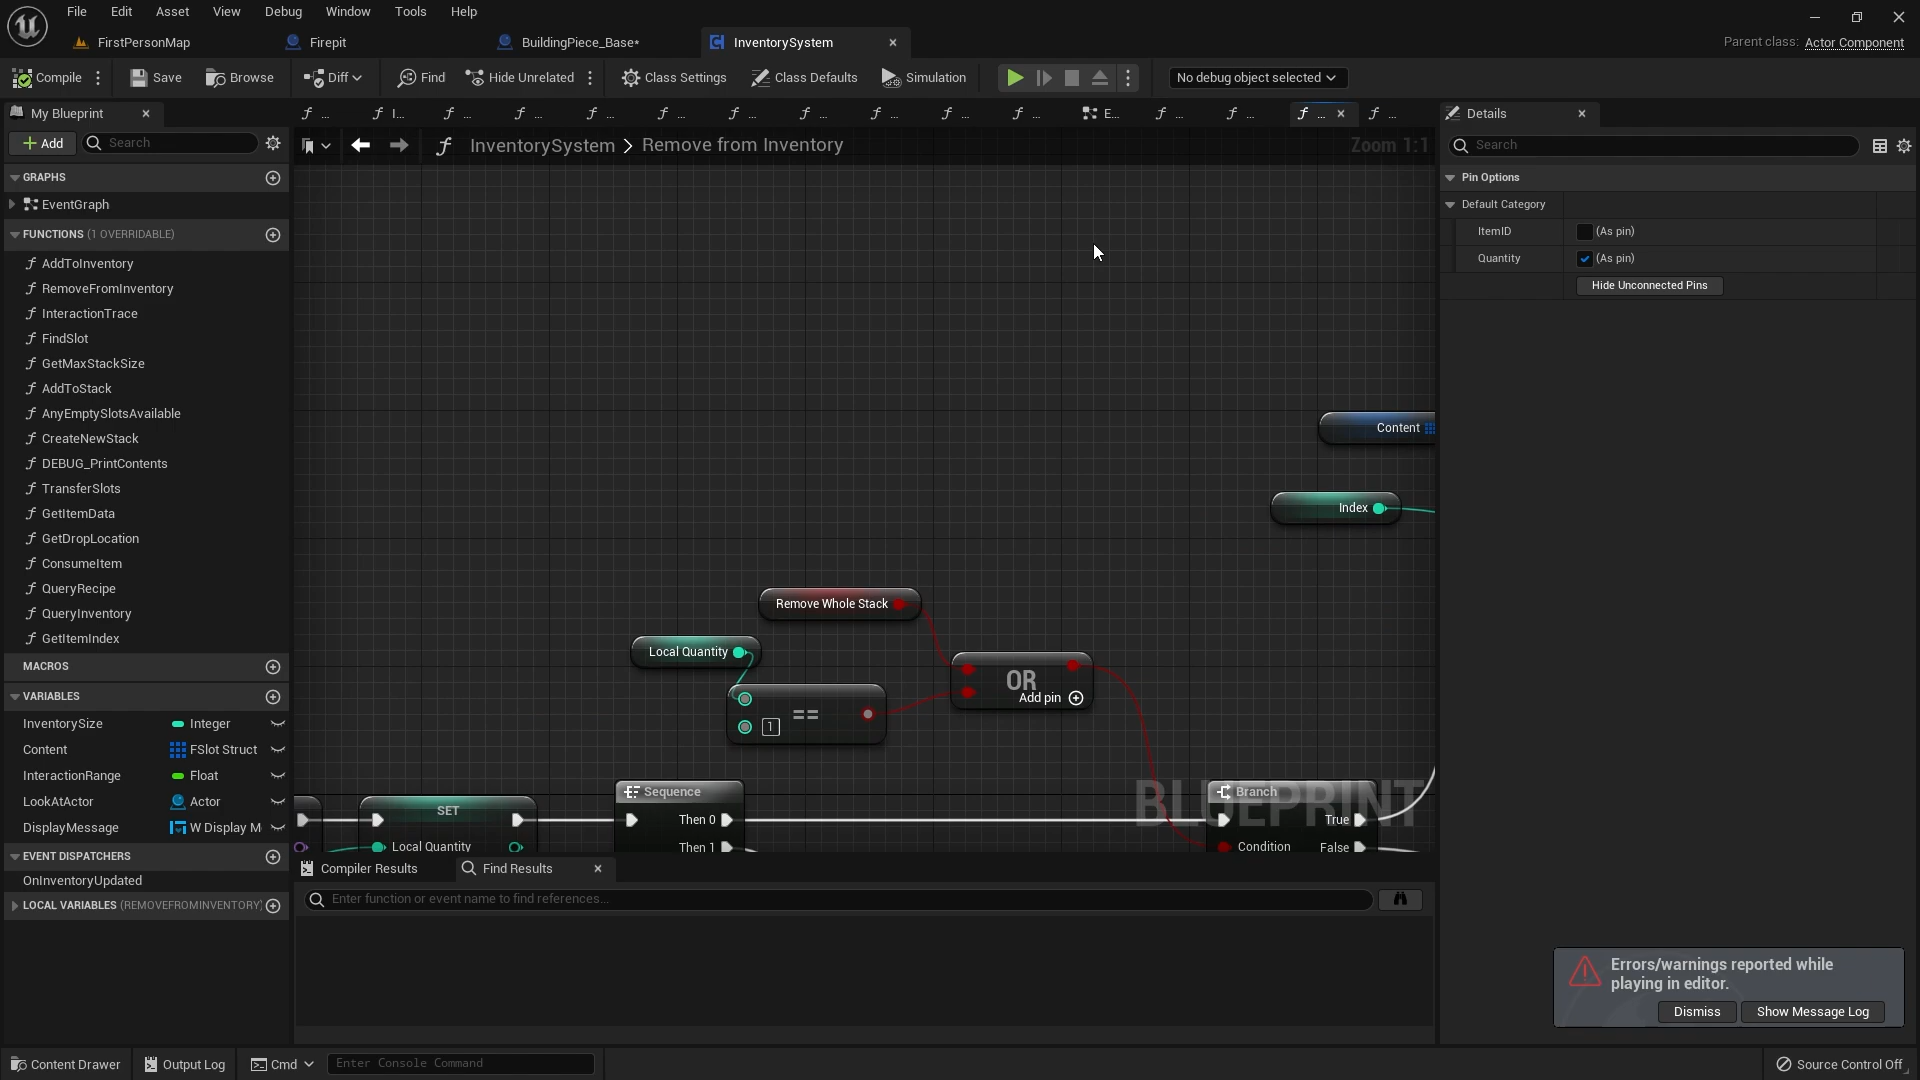 File Edit Asset View Debug Window Tools Help
FirstPersonMap Firepit BuildingPiece_Base* InventorySystem
Parent class: Actor Component
Compile Save Browse Diff Find Hide Unrelated Class Settings Class Defaults Simulation No debug object selected
My Blueprint
f ... f I... f ... f ... f ... f ... f ... f ... f ... f ... f ... E... f ... f ... f ... f ...
Details
Add Search
InventorySystem > Remove from Inventory
Zoom 1:1
Search
GRAPHS
EventGraph
FUNCTIONS (1 OVERRIDABLE)
AddToInventory
RemoveFromInventory
InteractionTrace
FindSlot
GetMaxStackSize
AddToStack
AnyEmptySlotsAvailable
CreateNewStack
DEBUG_PrintContents
TransferSlots
GetItemData
GetDropLocation
ConsumeItem
QueryRecipe
QueryInventory
GetItemIndex
MACROS
VARIABLES
InventorySize Integer
Content FSlot Struct
InteractionRange Float
LookAtActor Actor
DisplayMessage W Display M
EVENT DISPATCHERS
OnInventoryUpdated
LOCAL VARIABLES (REMOVEFROMINVENTORY)
Content
Index
Remove Whole Stack
Local Quantity
OR
Add pin
==
1
BLUEPRINT
SET
Local Quantity
Sequence
Then 0
Then 1
Branch
True
Condition False
Compiler Results Find Results
Enter function or event name to find references...
Pin Options
Default Category
ItemID (As pin)
Quantity (As pin)
Hide Unconnected Pins
Errors/warnings reported while
playing in editor.
Dismiss Show Message Log
Content Drawer Output Log Cmd Enter Console Command
Source Control Off